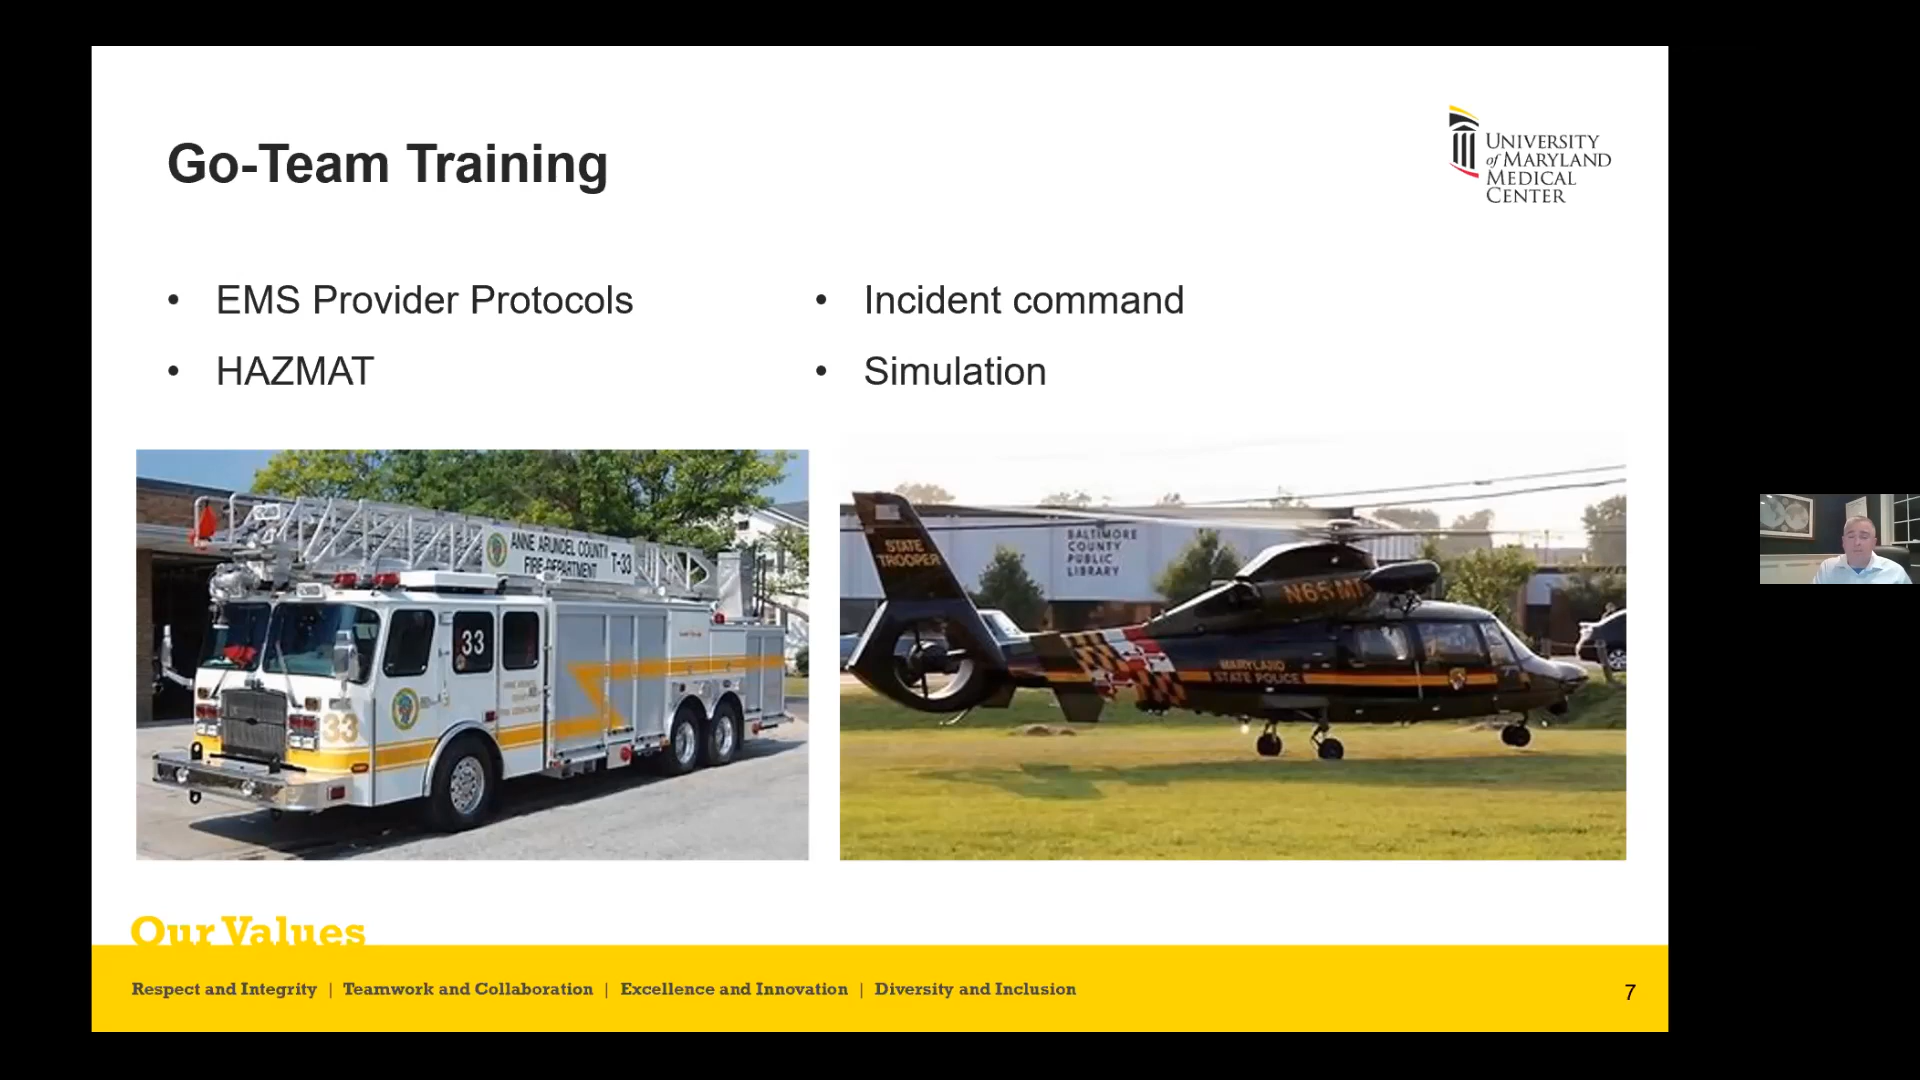 Go-Team Training
UNIVERSITY
of MARYLAND
MEDICAL
CENTER
• EMS Provider Protocols
• HAZMAT
• Incident command
• Simulation
ANNE ARUNDEL COUNTY
FIRE DEPARTMENT
T-33
33
33
STATE
TROOPER
BALTIMORE
COUNTY
PUBLIC
LIBRARY
MARYLAND
STATE POLICE
Our Values
Respect and Integrity | Teamwork and Collaboration | Excellence and Innovation | Diversity and Inclusion
7